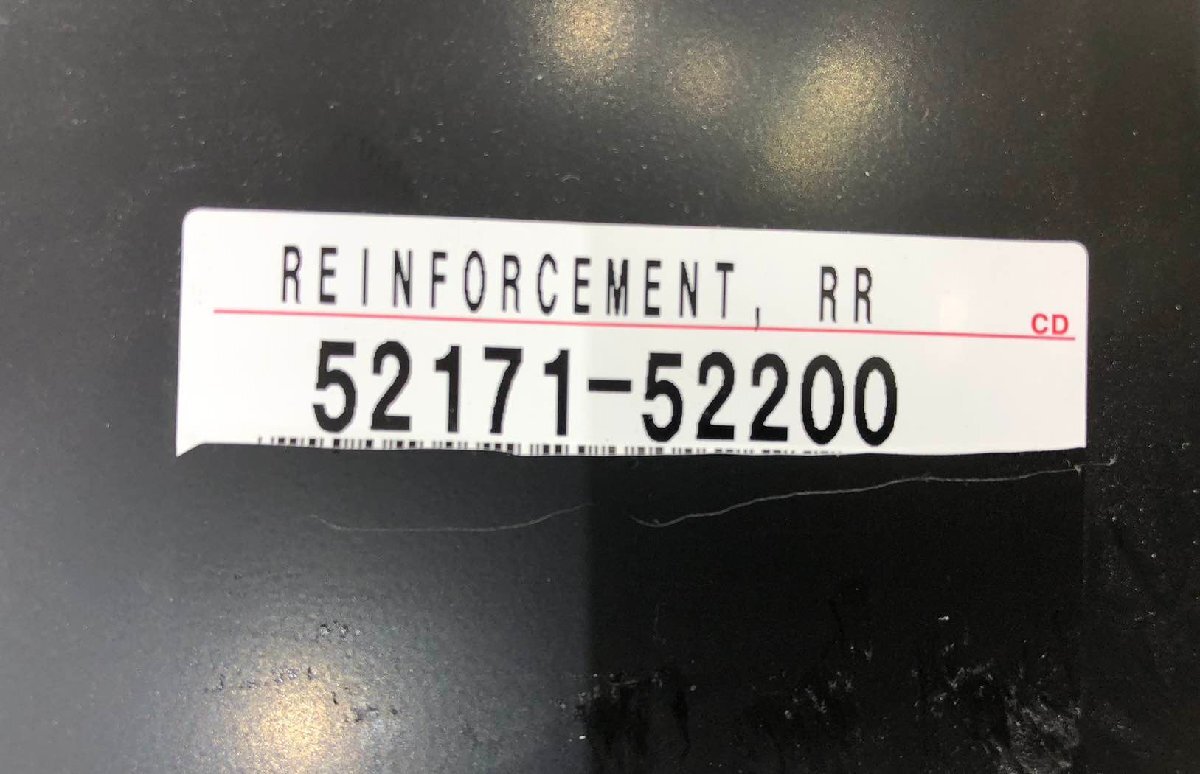 REINFORCEMENT, RR
CD
52171-52200